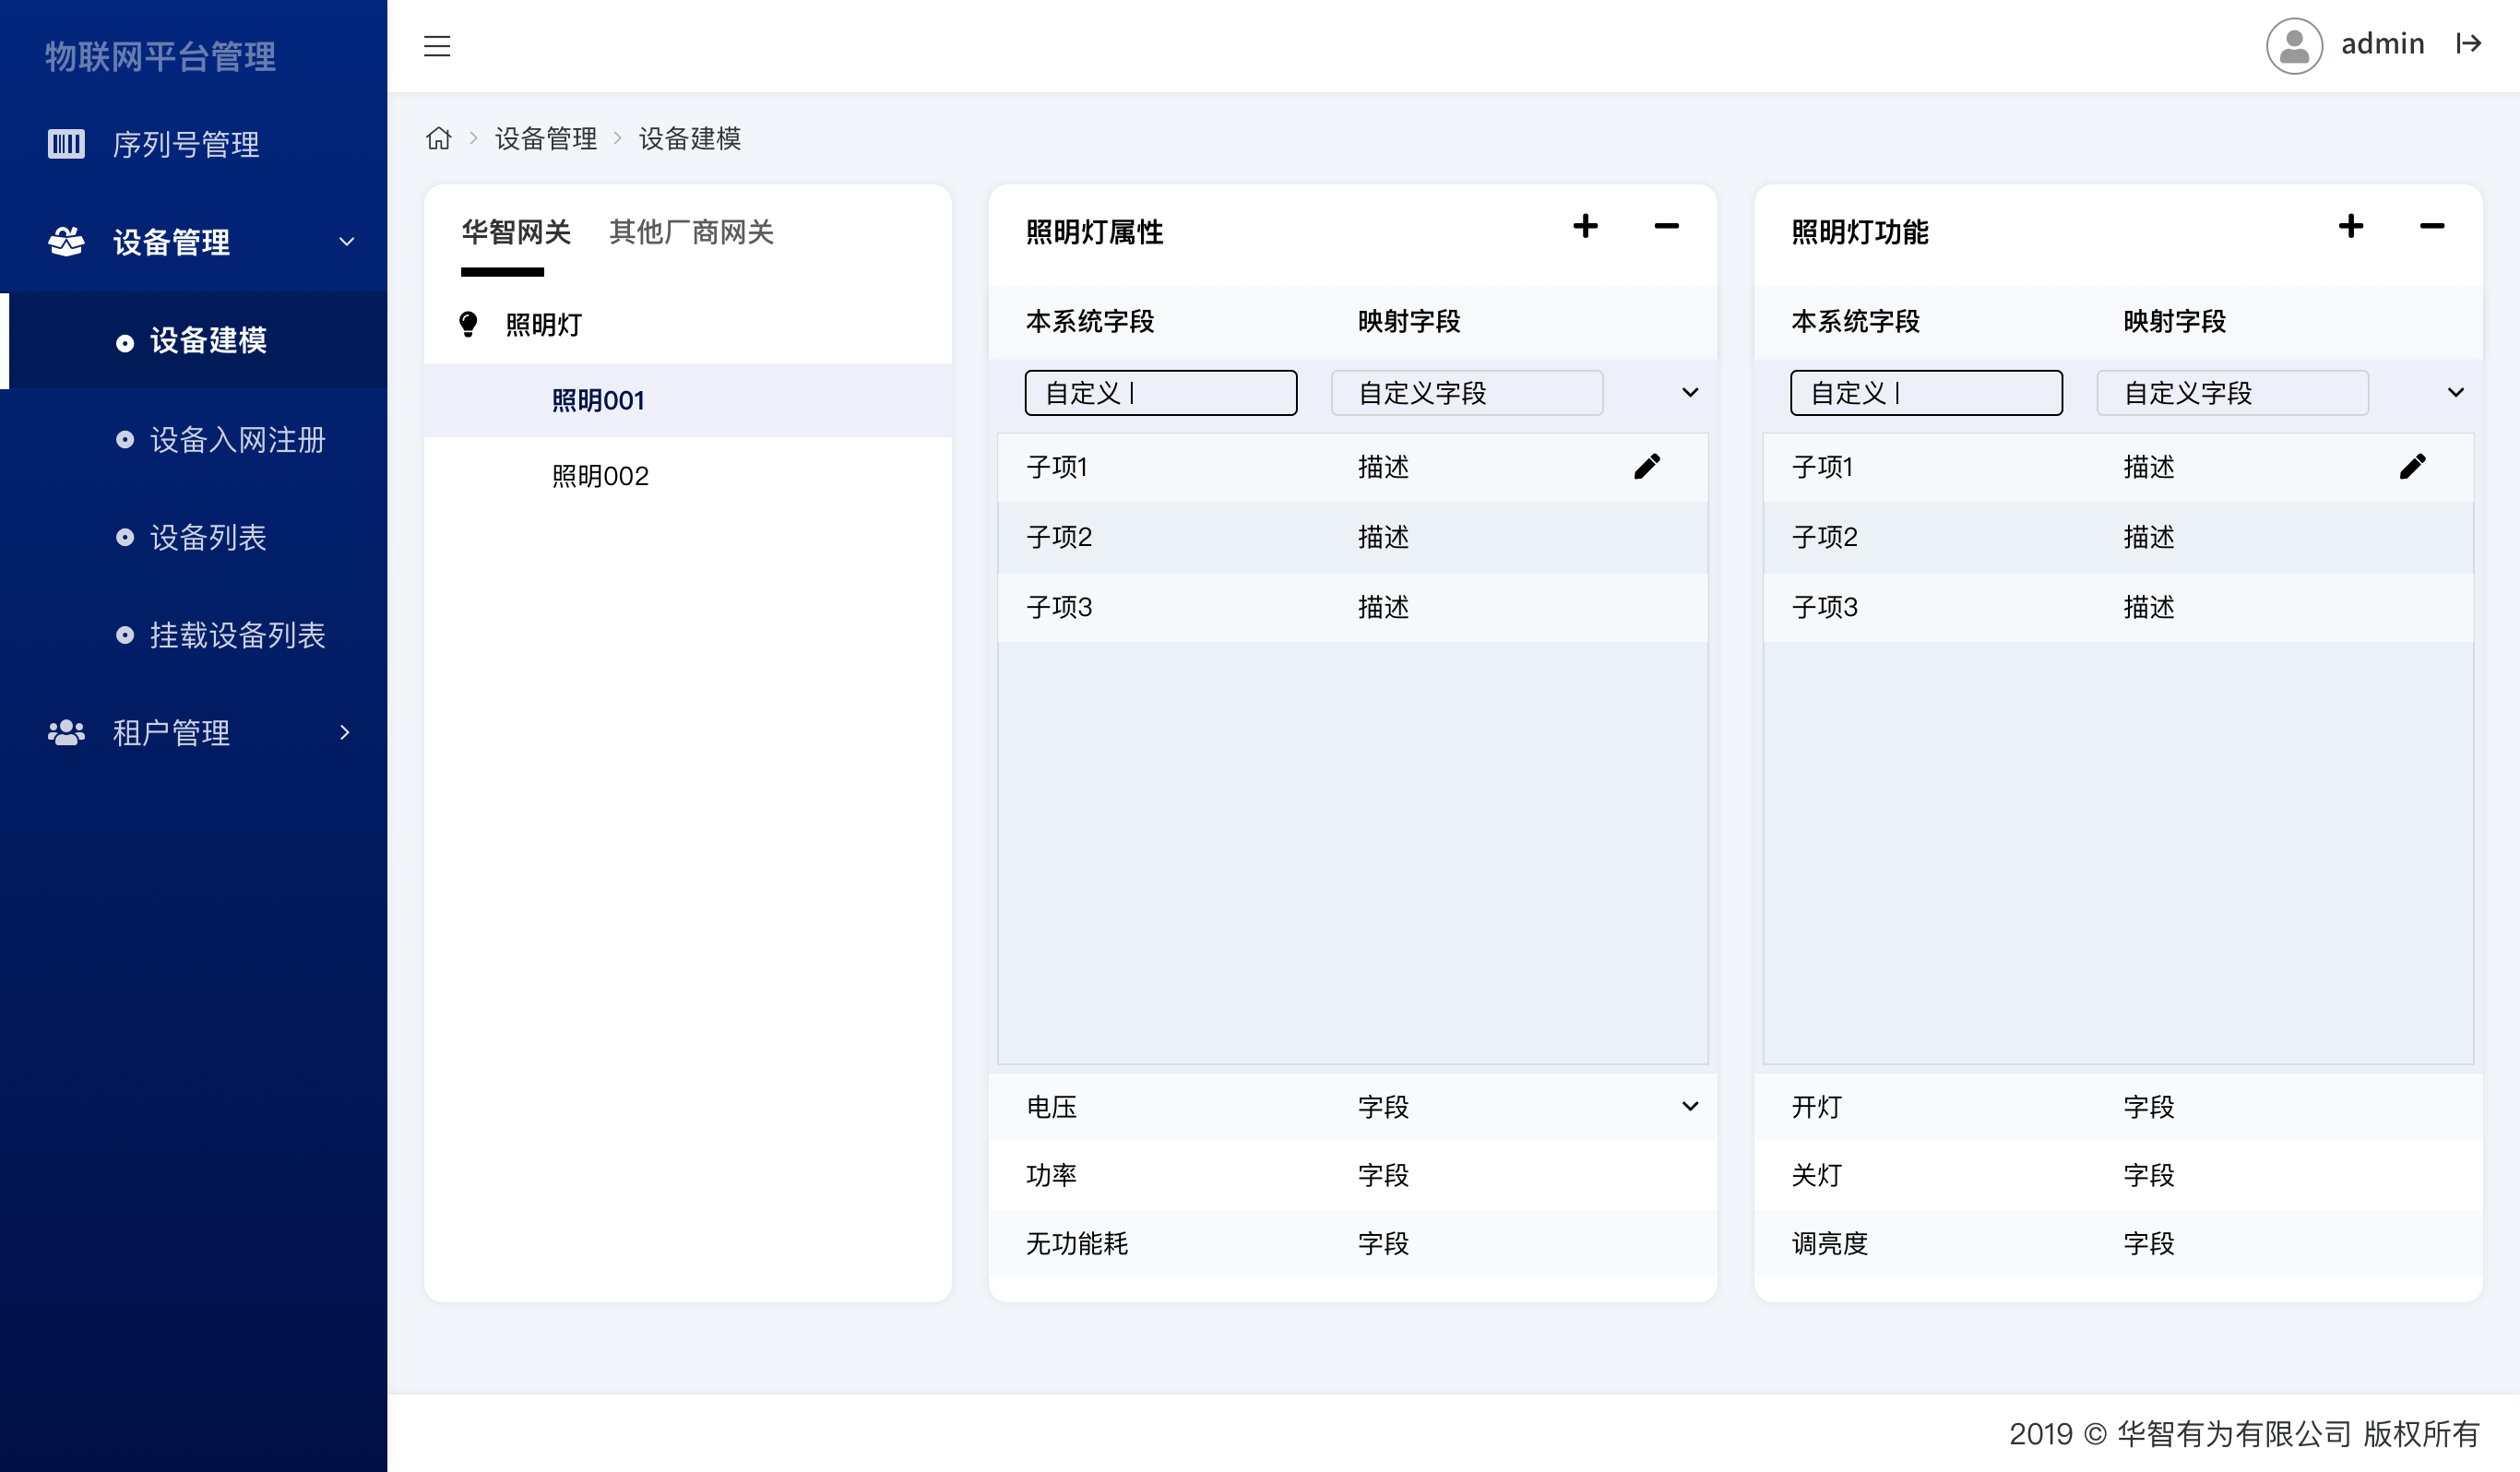 物联网平台管理
序列号管理
设备管理
设备建模
设备入网注册
设备列表
挂载设备列表
租户管理
admin
设备管理 设备建模
华智网关 其他厂商网关
照明灯
照明001
照明002
照明灯属性
本系统字段 映射字段
自定义 自定义字段
子项1 描述
子项2 描述
子项3 描述
电压 字段
功率 字段
无功能耗 字段
照明灯功能
本系统字段 映射字段
自定义 自定义字段
子项1 描述
子项2 描述
子项3 描述
开灯 字段
关灯 字段
调亮度 字段
2019 © 华智有为有限公司 版权所有